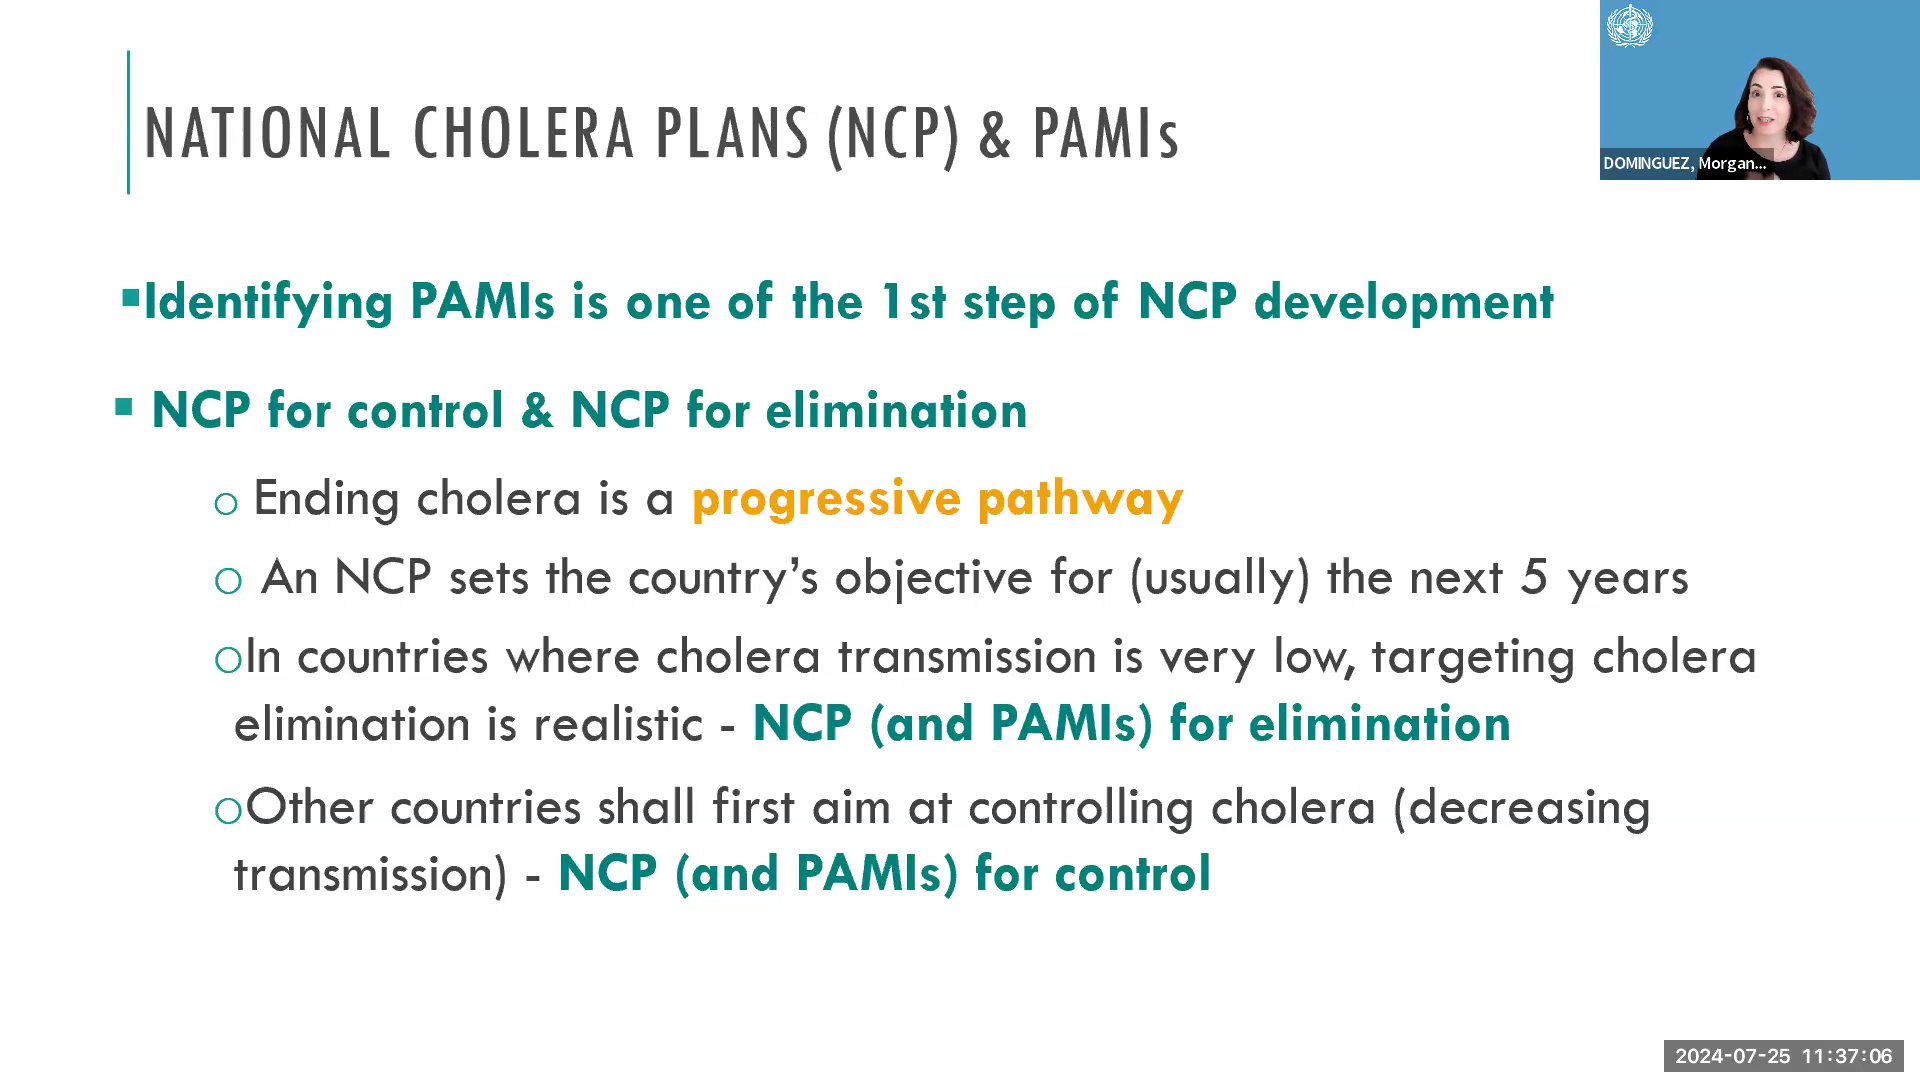 NATIONAL CHOLERA PLANS (NCP) & PAMIs
DOMINGUEZ, Morgan...
▪Identifying PAMIs is one of the 1st step of NCP development
▪ NCP for control & NCP for elimination
o Ending cholera is a progressive pathway
o An NCP sets the country’s objective for (usually) the next 5 years
oIn countries where cholera transmission is very low, targeting cholera
elimination is realistic - NCP (and PAMIs) for elimination
oOther countries shall first aim at controlling cholera (decreasing
transmission) - NCP (and PAMIs) for control
2024-07-25 11:37:06